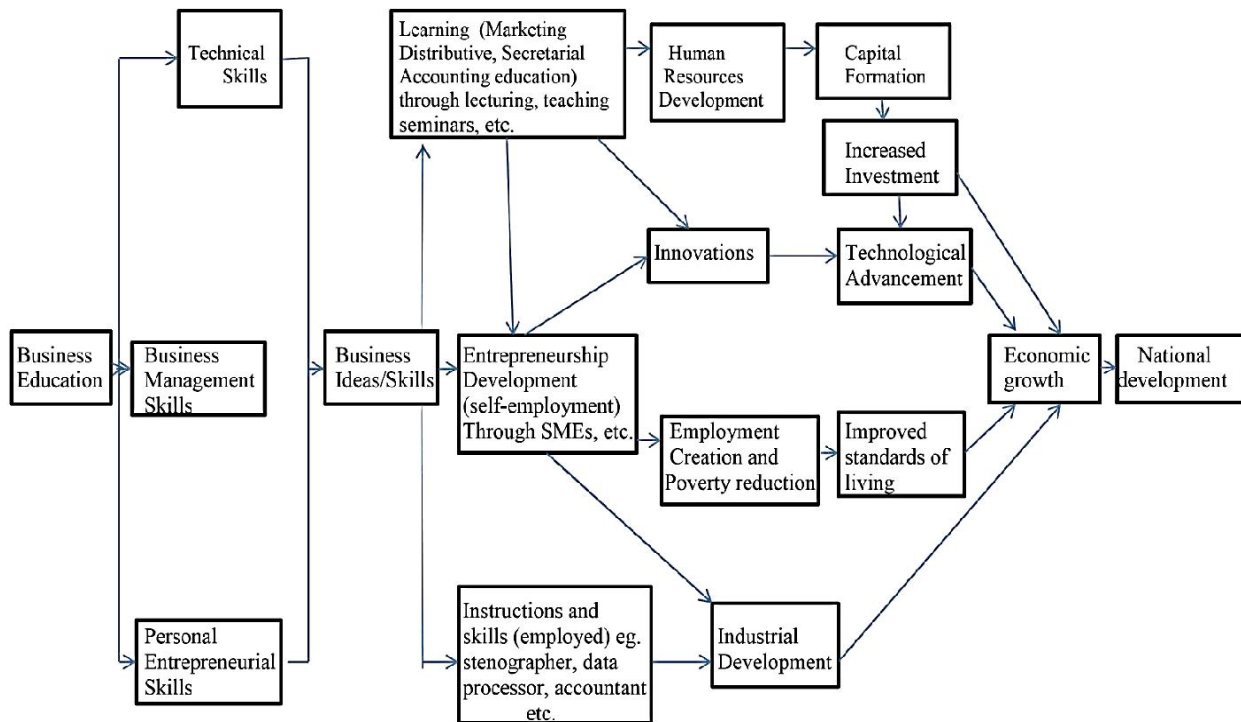 Technical
Skills
Learning (Marketing
Distributive, Secretarial
Accounting education)
through lecturing, teaching
seminars, etc.
Human
Resources
Development
Capital
Formation
Increased
Investment
Innovations
Technological
Advancement
Business
Education
Business
Management
Skills
Business
Ideas/Skills
Entrepreneurship
Development
(self-employment)
Through SMEs, etc.
Economic
growth
National
development
Employment
Creation and
Poverty reduction
Improved
standards of
living
Personal
Entrepreneurial
Skills
Instructions and
skills (employed) eg.
stenographer, data
processor, accountant
etc.
Industrial
Development